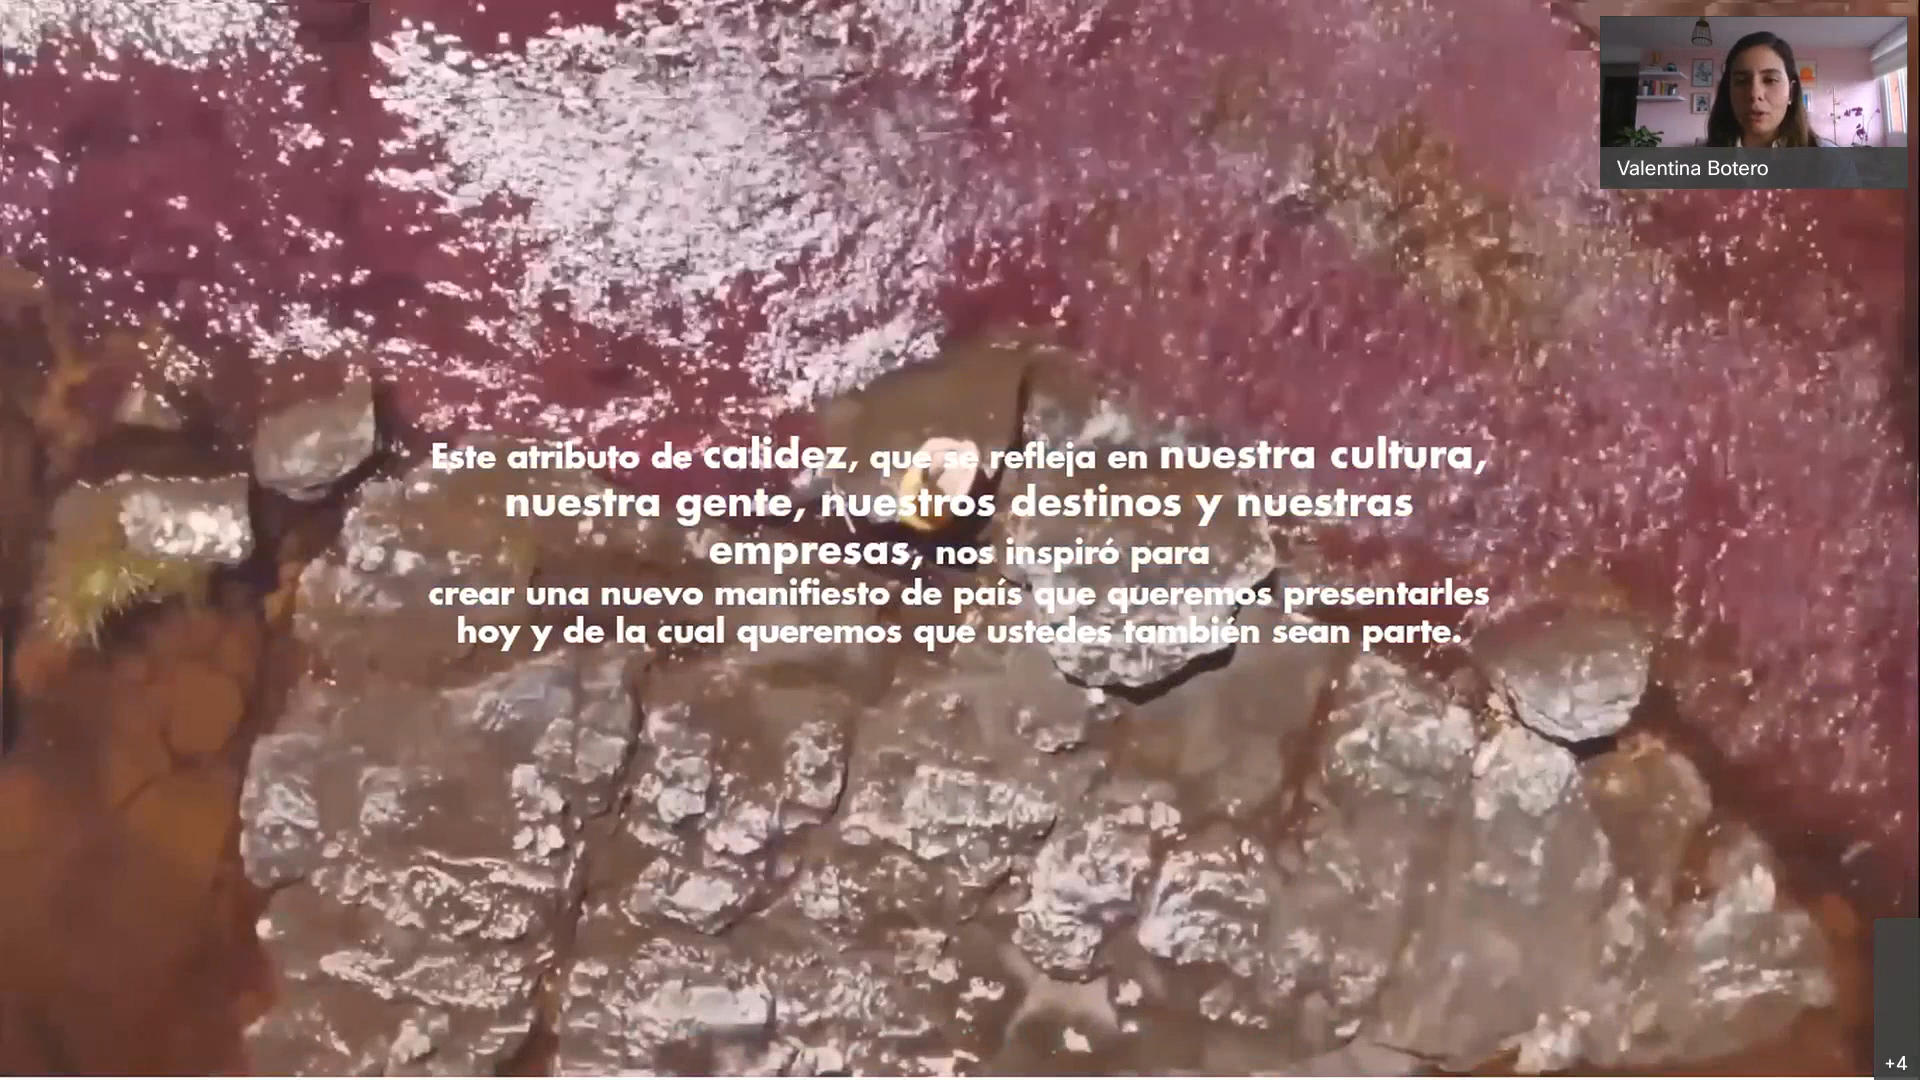 Valentina Botero
Este atributo de calidez, que se refleja en nuestra cultura,
nuestra gente, nuestros destinos y nuestras
empresas, nos inspiró para
crear una nuevo manifiesto de país que queremos presentarles
hoy y de la cual queremos que ustedes también sean parte.
+4